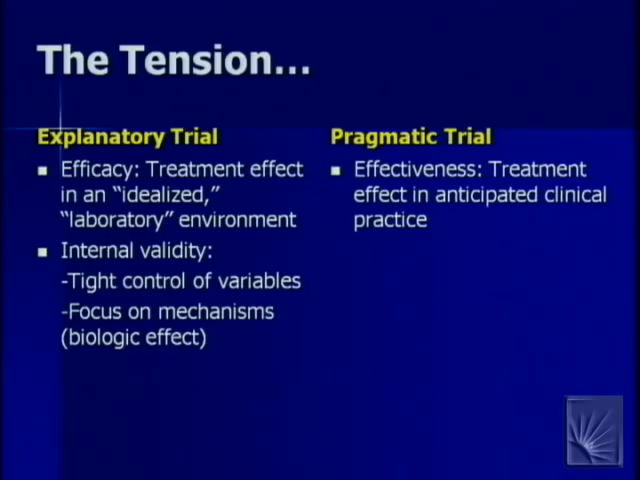 The Tension...
Explanatory Trial
Efficacy: Treatment effect
in an “idealized,”
“laboratory” environment
Internal validity:
-Tight control of variables
-Focus on mechanisms
(biologic effect)
Pragmatic Trial
Effectiveness: Treatment
effect in anticipated clinical
practice